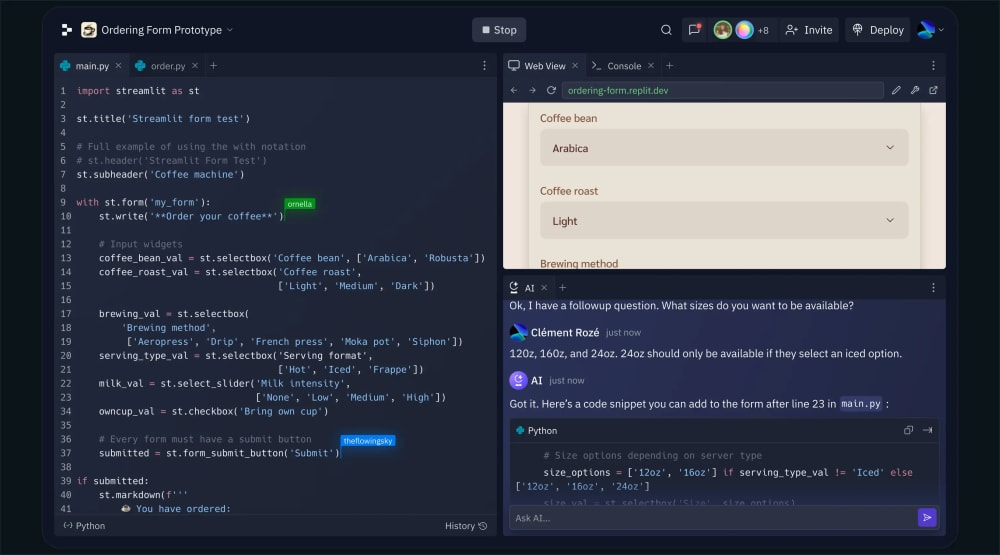 Ordering Form Prototype
Stop
+8
Invite
Deploy
main.py
order.py
1 import streamlit as st
2
3 st.title('Streamlit form test')
4
5 # Full example of using the with notation
6 # st.header('Streamlit Form Test')
7 st.subheader('Coffee machine')
8
9 with st.form('my_form'):
ornella
10 st.write('**Order your coffee**')
11
12 # Input widgets
13 coffee_bean_val = st.selectbox('Coffee bean', ['Arabica', 'Robusta'])
14 coffee_roast_val = st.selectbox('Coffee roast',
15 ['Light', 'Medium', 'Dark'])
16
17 brewing_val = st.selectbox(
18 'Brewing method',
19 ['Aeropress', 'Drip', 'French press', 'Moka pot', 'Siphon'])
20 serving_type_val = st.selectbox('Serving format',
21 ['Hot', 'Iced', 'Frappe'])
22 milk_val = st.select_slider('Milk intensity',
23 ['None', 'Low', 'Medium', 'High'])
34 owncup_val = st.checkbox('Bring own cup')
35
36 # Every form must have a submit button
theflowingsky
37 submitted = st.form_submit_button('Submit')
38
39 if submitted:
40 st.markdown(f'''
41 ☕ You have ordered:
Python
History
Web View
Console
ordering-form.replit.dev
Coffee bean
Arabica
Coffee roast
Light
Brewing method
AI
Ok, I have a followup question. What sizes do you want to be available?
Clément Rozé just now
120z, 160z, and 24oz. 24oz should only be available if they select an iced option.
AI just now
Got it. Here's a code snippet you can add to the form after line 23 in main.py :
Python
# Size options depending on server type
size_options = ['12oz', '16oz'] if serving_type_val != 'Iced' else
['12oz', '16oz', '24oz']
size_val = st.selectbox('Size', size_options)
Ask AI...